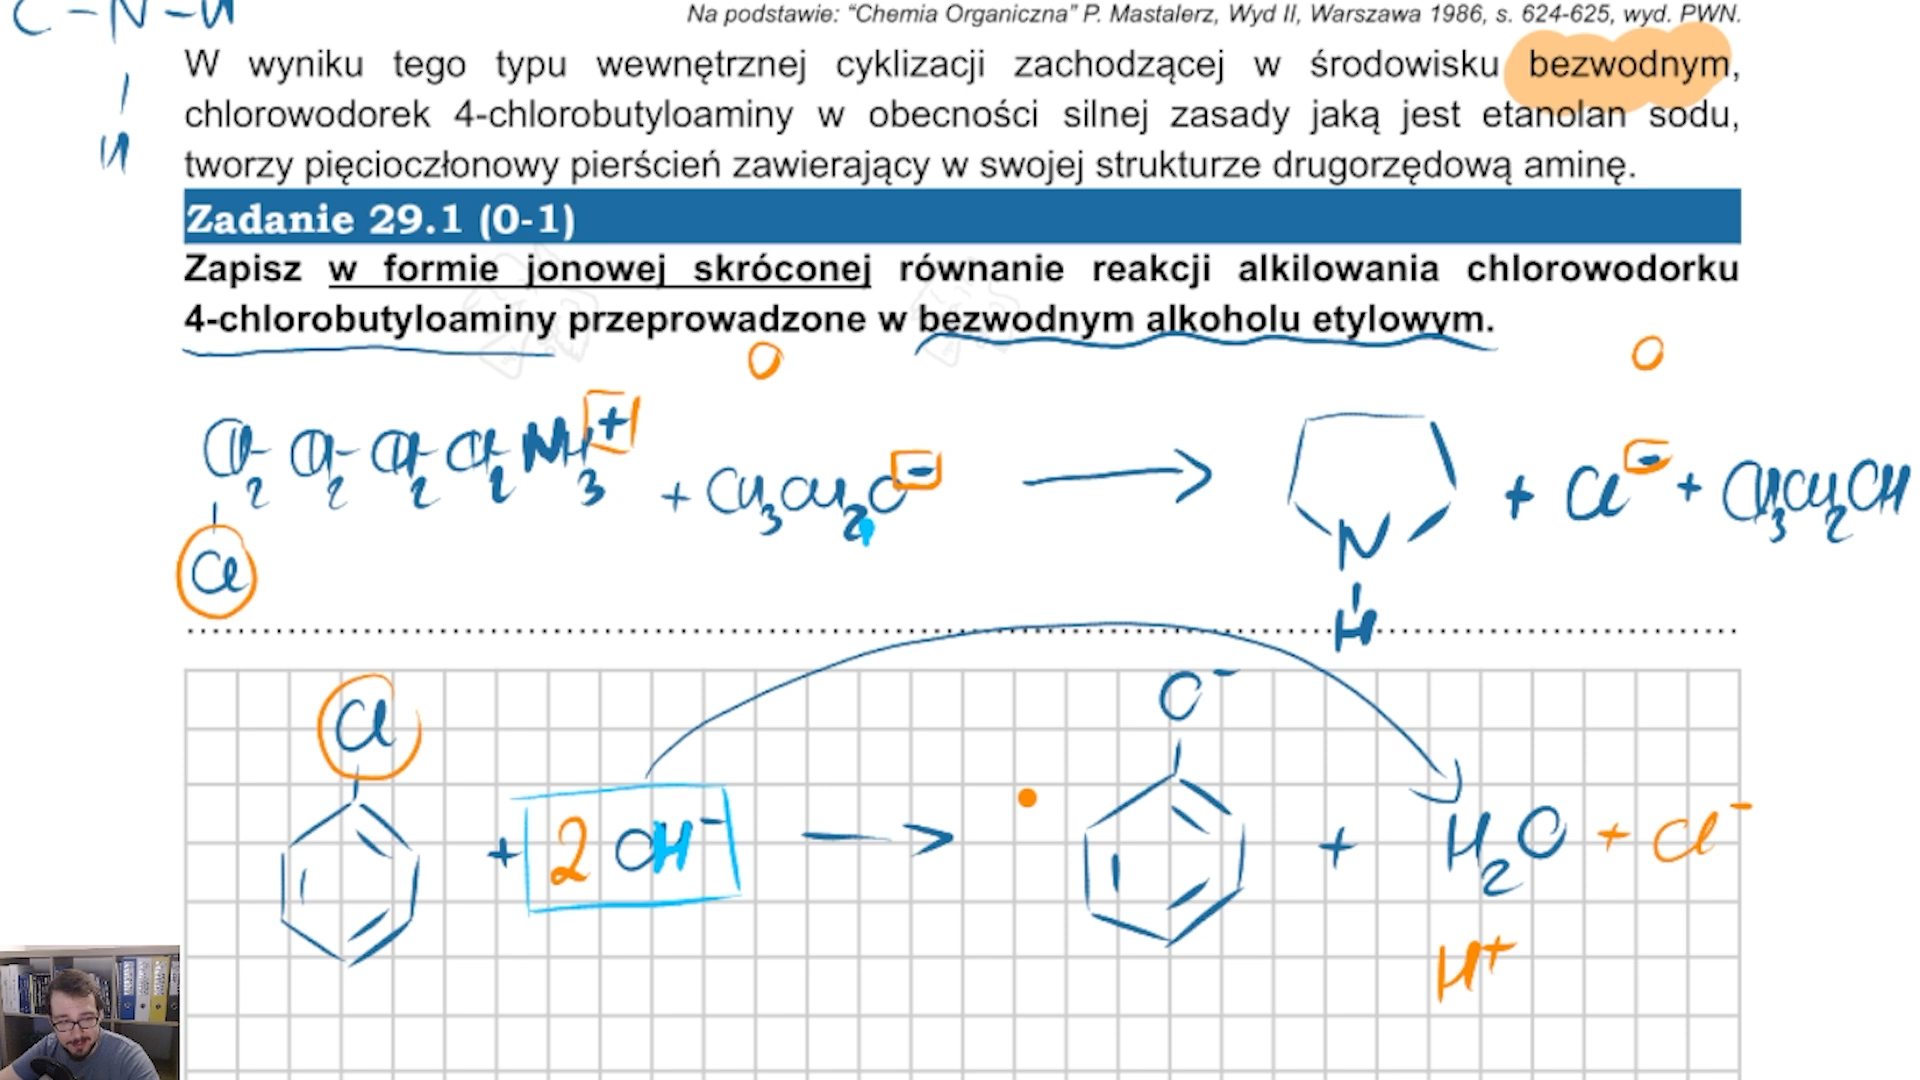 C - N - H
Na podstawie: “Chemia Organiczna” P. Mastalerz, Wyd II, Warszawa 1986, s. 624-625, wyd. PWN.
W wyniku tego typu wewnętrznej cyklizacji zachodzącej w środowisku bezwodnym,
chlorowodorek 4-chlorobutyloaminy w obecności silnej zasady jaką jest etanolan sodu,
H
tworzy pięcioczłonowy pierścień zawierający w swojej strukturze drugorzędową aminę.
Zadanie 29.1 (0-1)
Zapisz w formie jonowej skróconej równanie reakcji alkilowania chlorowodorku
4-chlorobutyloaminy przeprowadzone w bezwodnym alkoholu etylowym.
0 0
CH2 CH2 CH2 CH2 NH3+ + CH3CH2O- → N + Cl- + CH3CH2OH
Cl
H
Cl O-
+ 2 OH- → + H2O + Cl-
H+